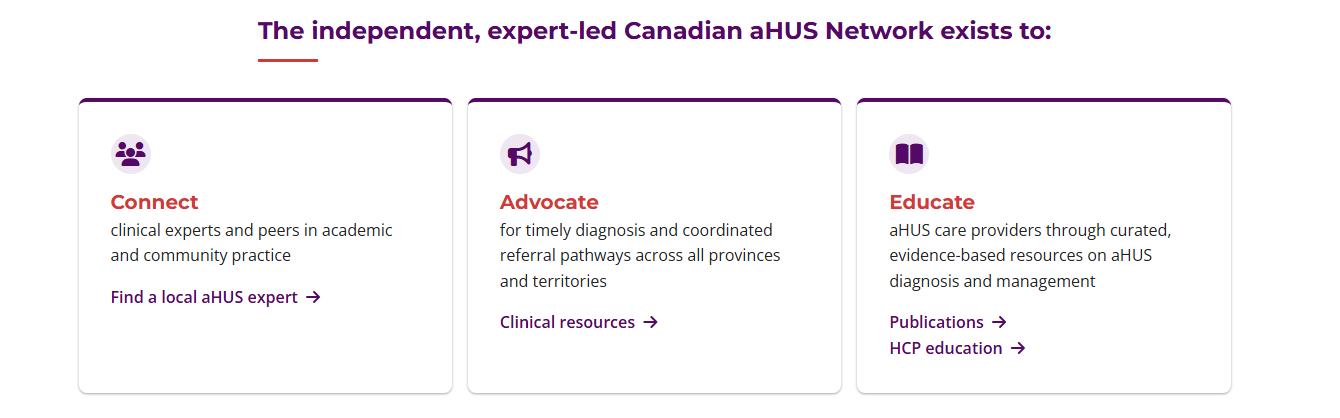 The independent, expert-led Canadian aHUS Network exists to:
Connect
clinical experts and peers in academic
and community practice
Find a local aHUS expert →
Advocate
for timely diagnosis and coordinated
referral pathways across all provinces
and territories
Clinical resources →
Educate
aHUS care providers through curated,
evidence-based resources on aHUS
diagnosis and management
Publications →
HCP education →